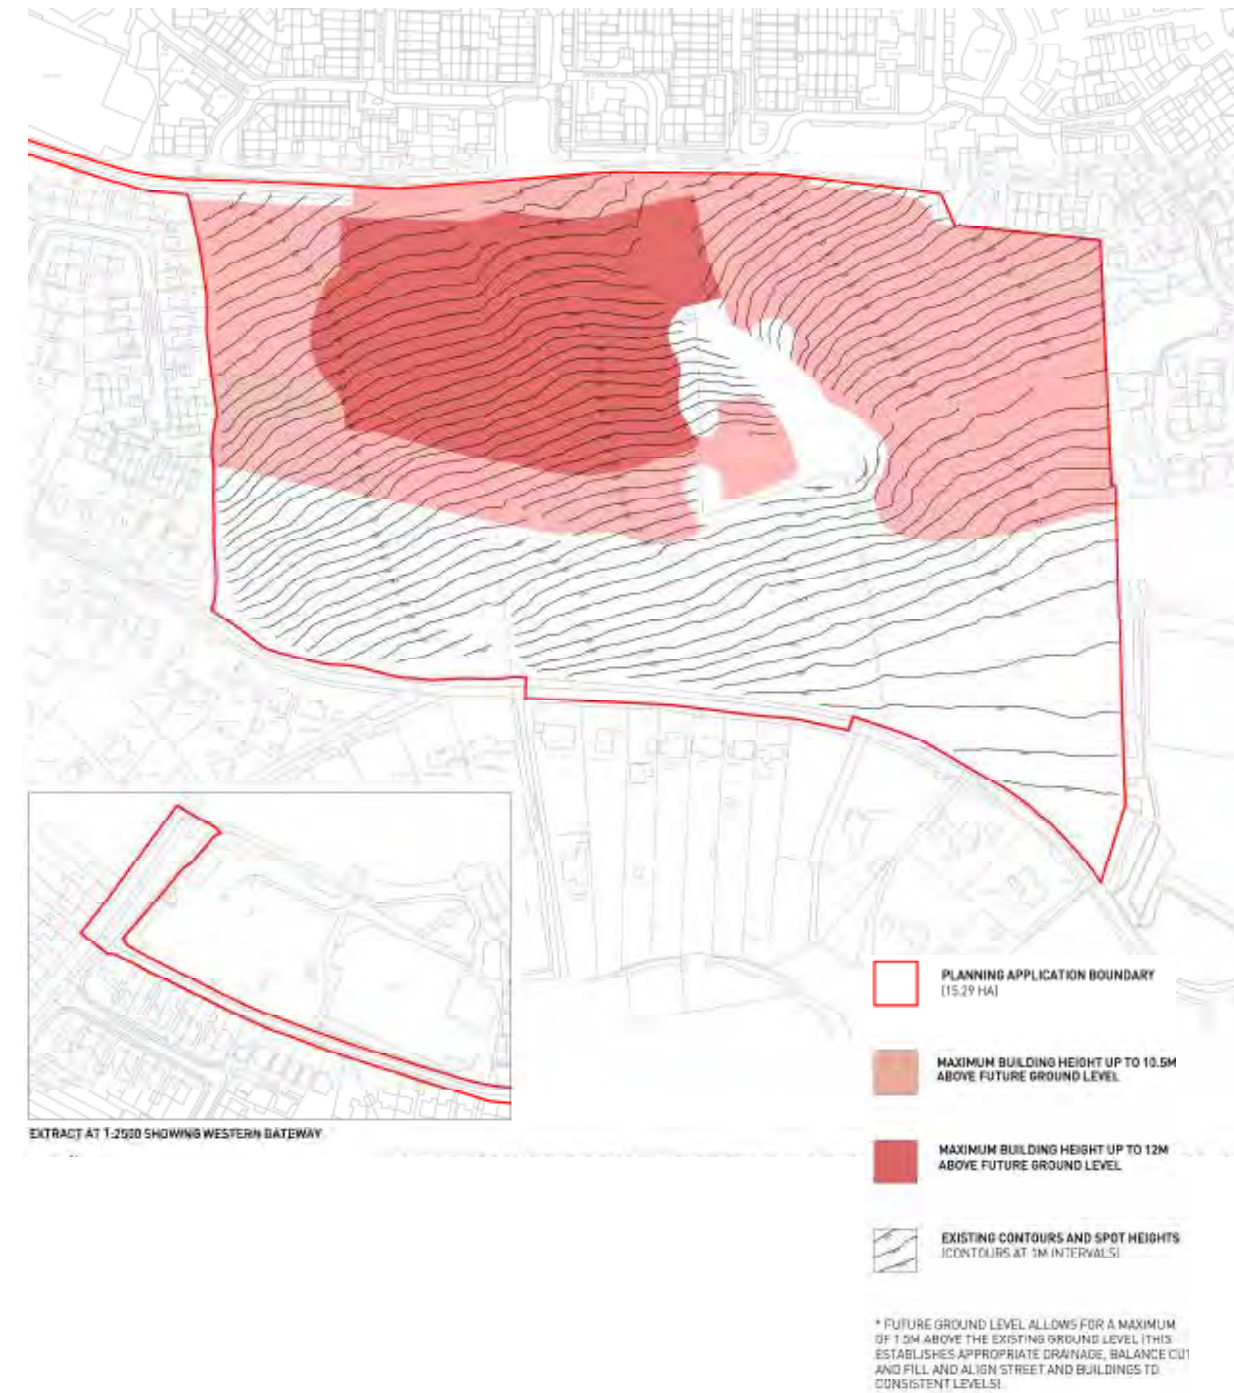 EXTRACT AT 1:2500 SHOWING WESTERN GATEWAY
PLANNING APPLICATION BOUNDARY
(15.29 HA)
MAXIMUM BUILDING HEIGHT UP TO 10.5M
ABOVE FUTURE GROUND LEVEL
MAXIMUM BUILDING HEIGHT UP TO 12M
ABOVE FUTURE GROUND LEVEL
EXISTING CONTOURS AND SPOT HEIGHTS
(CONTOURS AT 1M INTERVALS)
* FUTURE GROUND LEVEL ALLOWS FOR A MAXIMUM
OF 1.5M ABOVE THE EXISTING GROUND LEVEL (THIS
ESTABLISHES APPROPRIATE DRAINAGE, BALANCE CUT
AND FILL AND ALIGN STREET AND BUILDINGS TO
CONSISTENT LEVELS).